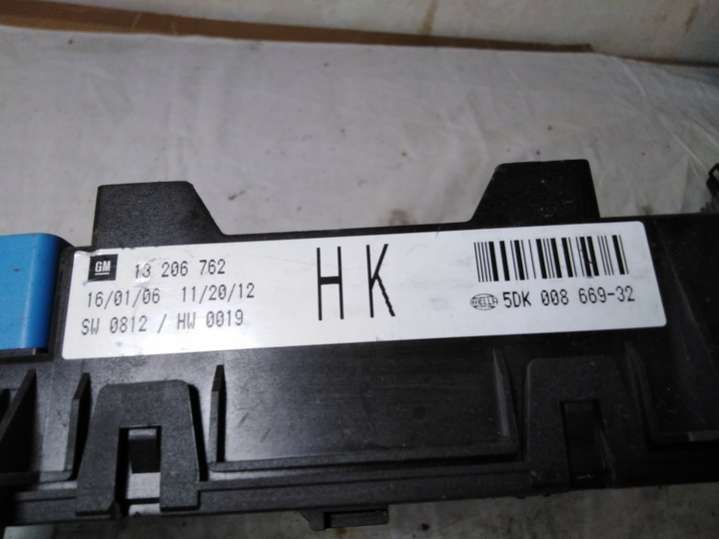 GM 13 206 762
16/01/06 11/20/12
SW 0812 / HW 0019
HK
HELLA 5DK 008 669-32